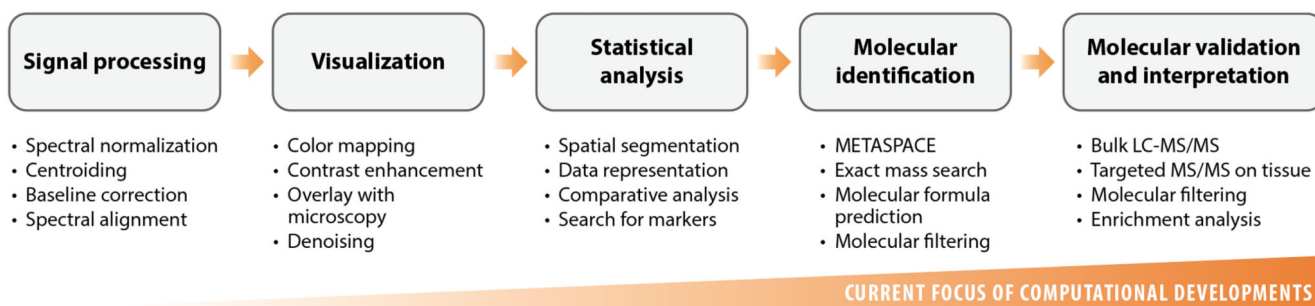 Signal processing
Visualization
Statistical
analysis
Molecular
identification
Molecular validation
and interpretation
• Spectral normalization
• Centroiding
• Baseline correction
• Spectral alignment
• Color mapping
• Contrast enhancement
• Overlay with
microscopy
• Denoising
• Spatial segmentation
• Data representation
• Comparative analysis
• Search for markers
• METASPACE
• Exact mass search
• Molecular formula
prediction
• Molecular filtering
• Bulk LC-MS/MS
• Targeted MS/MS on tissue
• Molecular filtering
• Enrichment analysis
CURRENT FOCUS OF COMPUTATIONAL DEVELOPMENTS